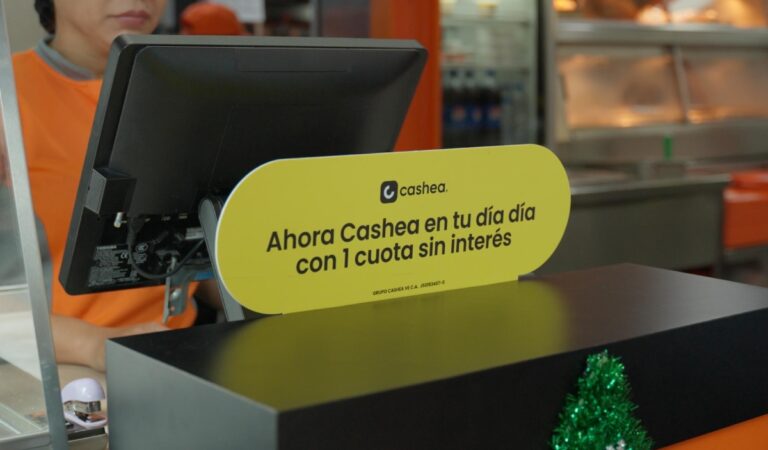 cashea.
Ahora Cashea en tu día día
con 1 cuota sin interés
GRUPO CASHEA VE C.A.